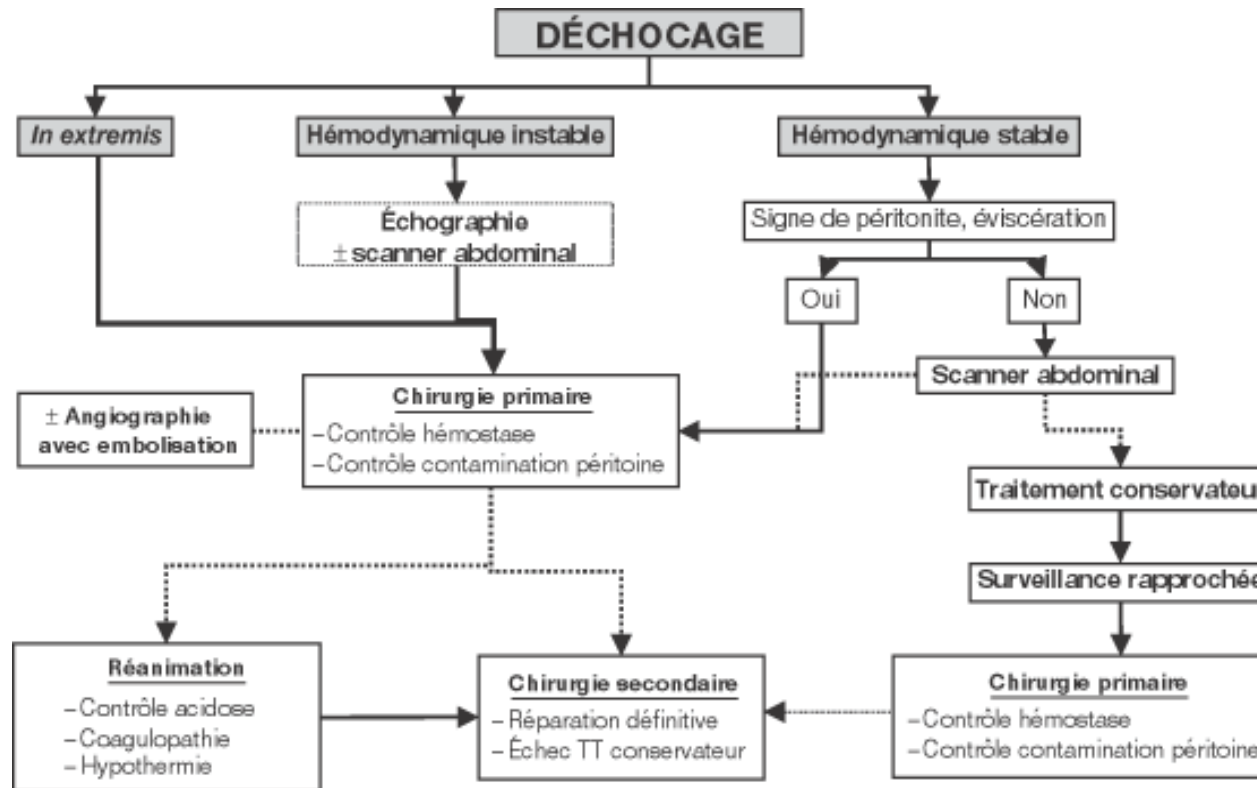 DÉCHOCAGE
In extremis
Hémodynamique instable
Hémodynamique stable
Échographie
± scanner abdominal
Signe de péritonite, éviscération
Oui
Non
Scanner abdominal
± Angiographie
avec embolisation
Chirurgie primaire
–Contrôle hémostase
–Contrôle contamination péritoine
Traitement conservateur
Surveillance rapprochée
Réanimation
–Contrôle acidose
–Coagulopathie
–Hypothermie
Chirurgie secondaire
–Réparation définitive
–Échec TT conservateur
Chirurgie primaire
–Contrôle hémostase
–Contrôle contamination péritoine